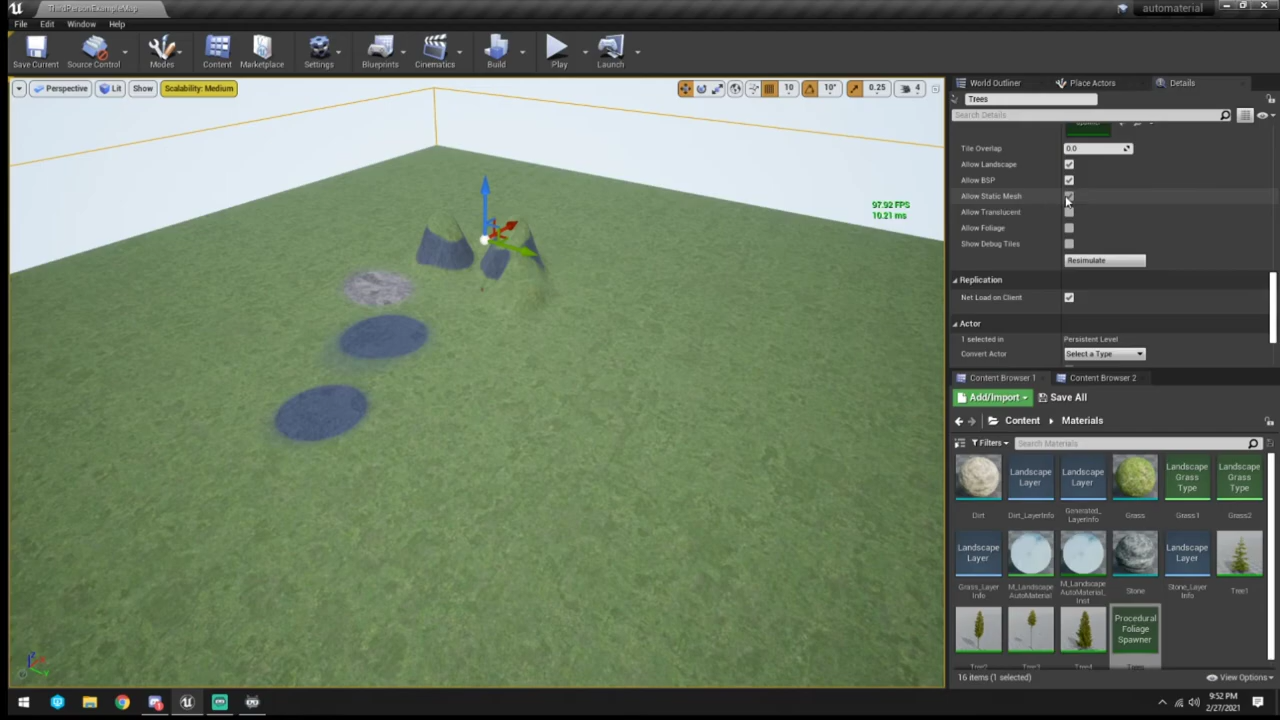 ThirdPersonExampleMap
automaterial
File Edit Window Help
Save Current Source Control Modes Content Marketplace Settings Blueprints Cinematics Build Play Launch
Perspective Lit Show Scalability: Medium 10 10° 0.25 4
97.92 FPS
10.21 ms
World Outliner Place Actors Details
Trees
Search Details
Tile Overlap 0.0
Allow Landscape
Allow BSP
Allow Static Mesh
Allow Translucent
Allow Foliage
Show Debug Tiles
Resimulate
Replication
Net Load on Client
Actor
1 selected in Persistent Level
Convert Actor Select a Type
Content Browser 1 Content Browser 2
Add/Import Save All
Content Materials
Filters Search Materials
Landscape Layer
Landscape Layer
Landscape Grass Type
Landscape Grass Type
Dirt Dirt_LayerInfo Generated_LayerInfo Grass Grass1 Grass2
Landscape Layer
Landscape Layer
Grass_Layer Info
M_Landscape AutoMaterial
M_Landscape AutoMaterial_Inst
Stone
Stone_Layer Info
Tree1
Procedural Foliage Spawner
Tree2 Tree3 Tree4 Trees
16 items (1 selected) View Options
9:52 PM
2/27/2021